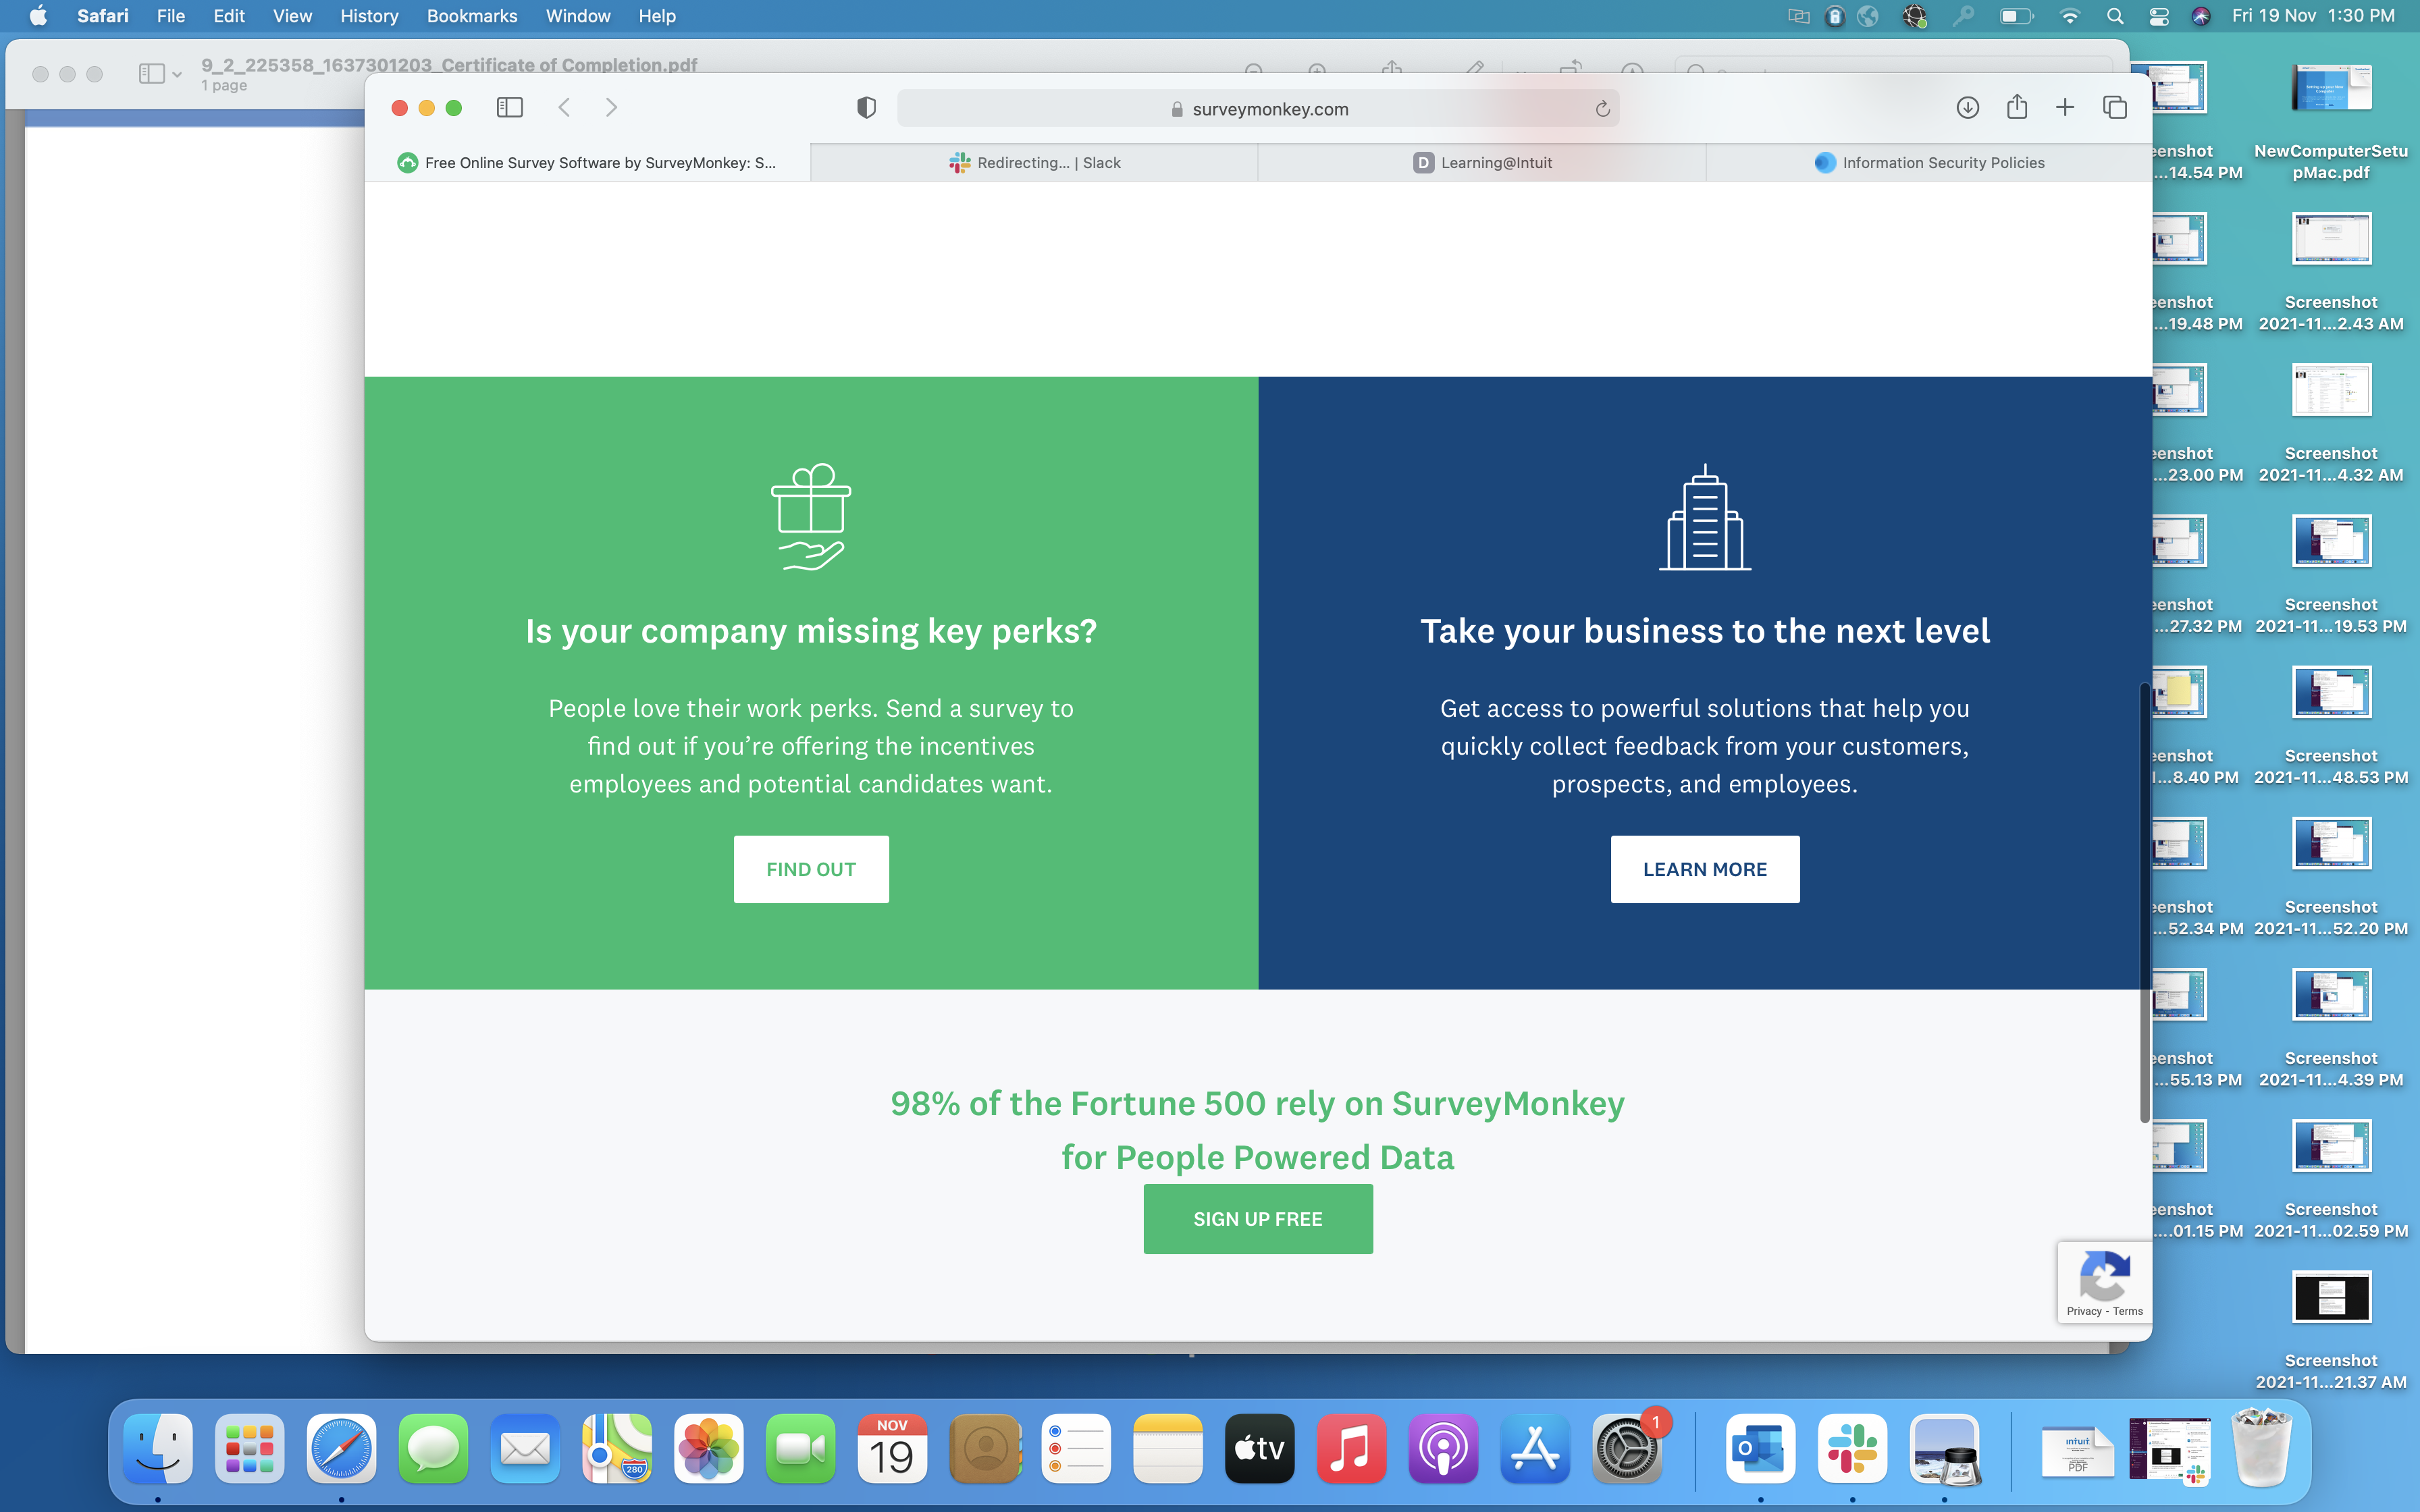 Safari File Edit View History Bookmarks Window Help Fri 19 Nov 1:30 PM
9_2_225358_1637301203_Certificate of Completion.pdf
1 page
surveymonkey.com
Free Online Survey Software by SurveyMonkey: S...
Redirecting... | Slack
D Learning@Intuit
Information Security Policies
Is your company missing key perks?
People love their work perks. Send a survey to
find out if you’re offering the incentives
employees and potential candidates want.
FIND OUT
Take your business to the next level
Get access to powerful solutions that help you
quickly collect feedback from your customers,
prospects, and employees.
LEARN MORE
98% of the Fortune 500 rely on SurveyMonkey
for People Powered Data
SIGN UP FREE
Privacy - Terms
eenshot
...14.54 PM
eenshot
...19.48 PM
eenshot
...23.00 PM
eenshot
...27.32 PM
eenshot
1...8.40 PM
eenshot
...52.34 PM
eenshot
...55.13 PM
eenshot
....01.15 PM
NewComputerSetu
pMac.pdf
Screenshot
2021-11...2.43 AM
Screenshot
2021-11...4.32 AM
Screenshot
2021-11...19.53 PM
Screenshot
2021-11...48.53 PM
Screenshot
2021-11...52.20 PM
Screenshot
2021-11...4.39 PM
Screenshot
2021-11...02.59 PM
Screenshot
2021-11...21.37 AM
280
NOV
19
tv
1
O
intuit
PDF